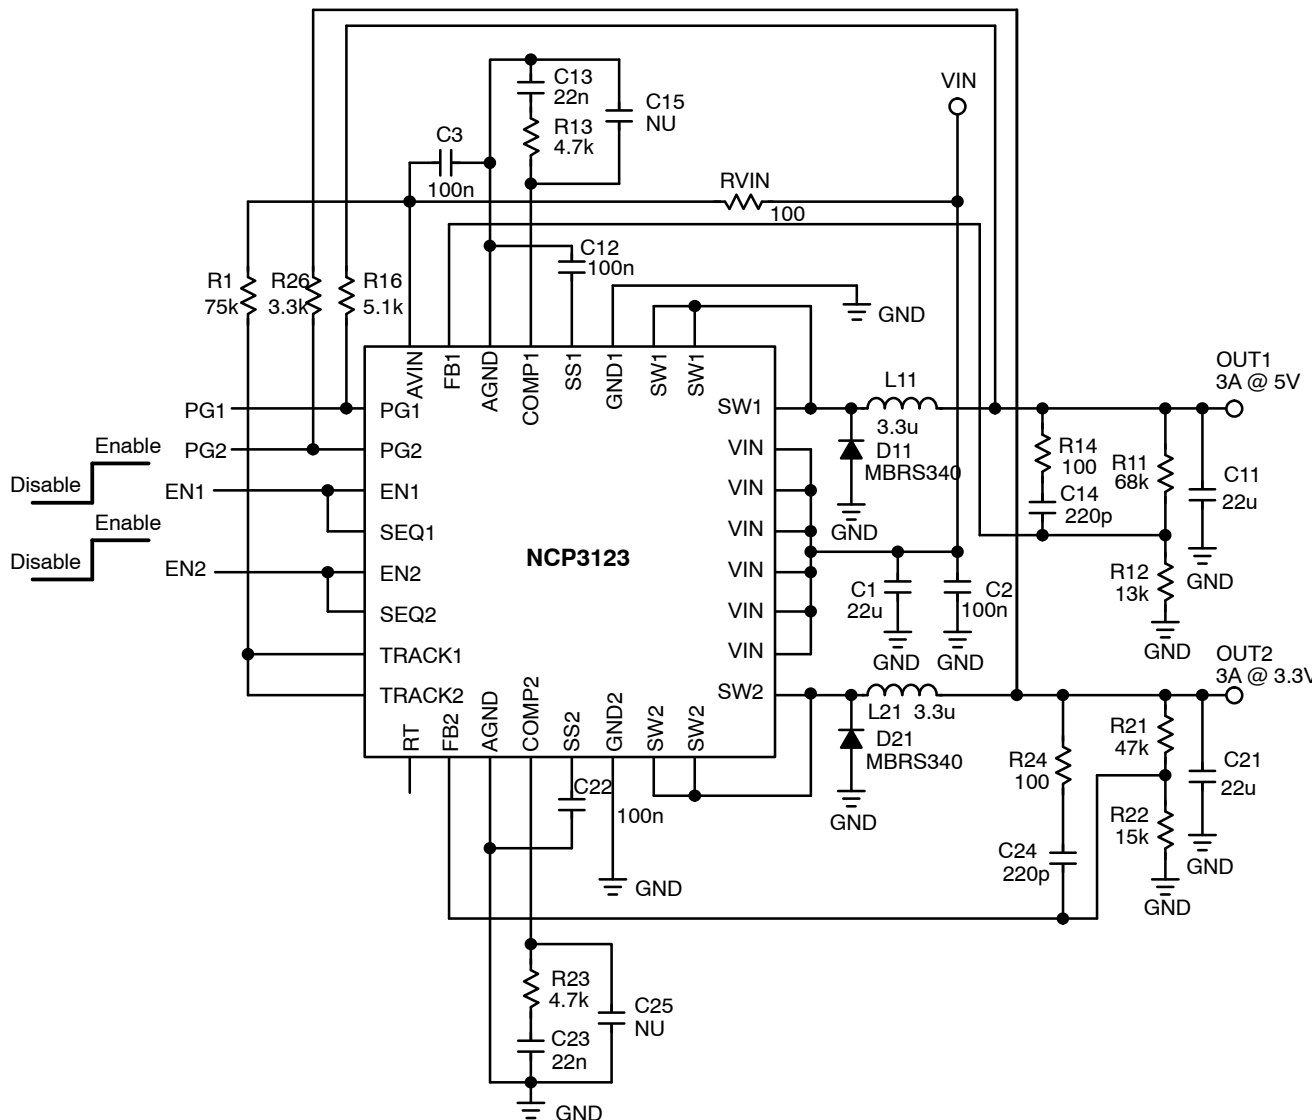 C13
22n
C15
NU
VIN
R13
4.7k
C3
100n
RVIN
100
C12
100n
R1
75k
R26
3.3k
R16
5.1k
GND
AVIN
FB1
AGND
COMP1
SS1
GND1
SW1
SW1
OUT1
3A @ 5V
L11
3.3u
PG1
PG1
SW1
PG2
PG2
VIN
D11
MBRS340
R14
100
R11
68k
C11
22u
Enable
Disable
EN1
EN1
VIN
C14
220p
GND
SEQ1
VIN
Enable
Disable
NCP3123
EN2
EN2
VIN
C1
22u
C2
100n
R12
13k
GND
SEQ2
VIN
GND
GND
GND
TRACK1
VIN
OUT2
3A @ 3.3V
TRACK2
SW2
L21 3.3u
RT
FB2
AGND
COMP2
SS2
GND2
SW2
SW2
D21
MBRS340
R24
100
R21
47k
C21
22u
C22
100n
GND
R22
15k
C24
220p
GND
GND
GND
R23
4.7k
C25
NU
C23
22n
GND